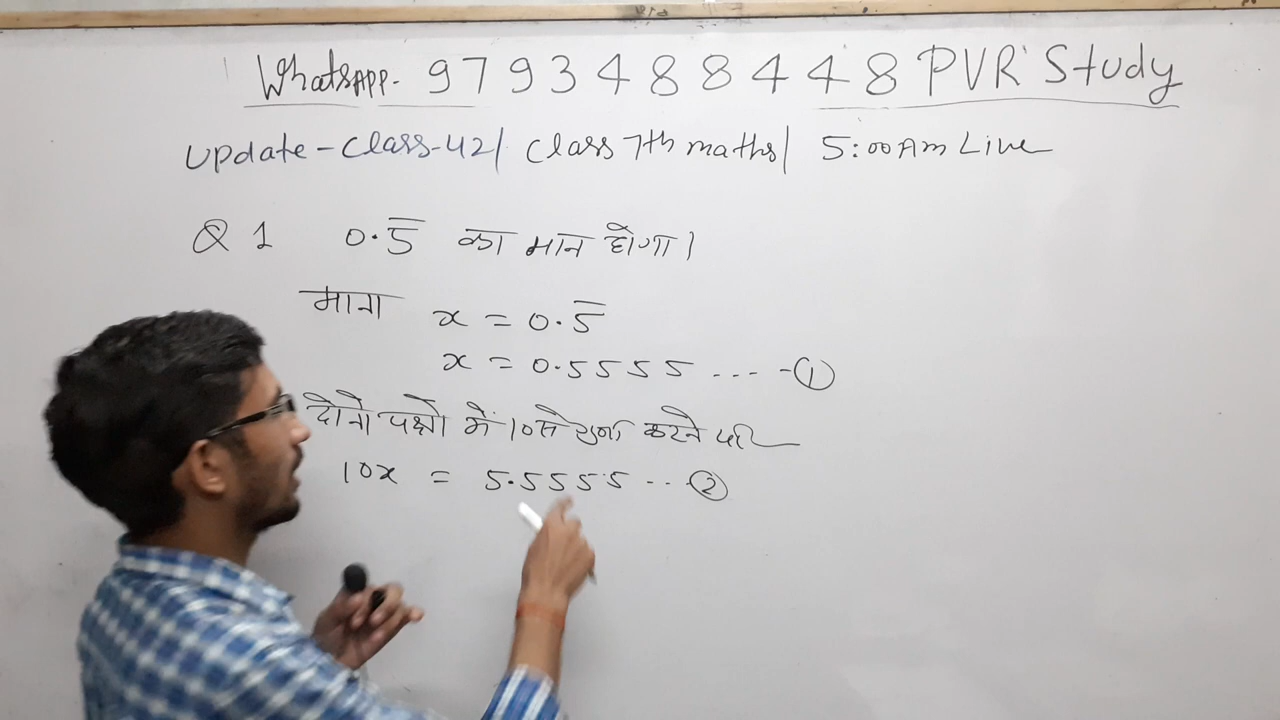 WhatsAPP- 9793488448 PVR Study
Update-Class-42/ Class 7th maths/ 5:00 Am Live
Q 1 0.5̅ का मान होगा।
माना x = 0.5̅
x = 0.5555 ... - ①
दोनो पक्षो में 10 से गुणा करने पर
10x = 5.5555 ... ②